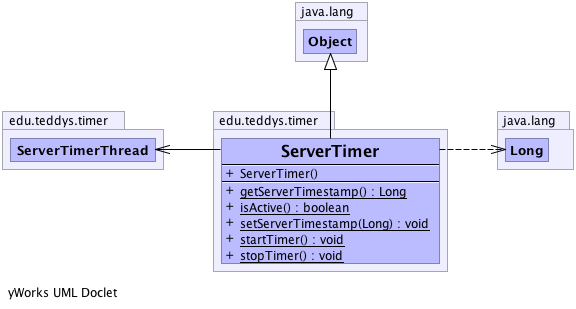 java.lang
Object
edu.teddys.timer
ServerTimerThread
edu.teddys.timer
ServerTimer
+ ServerTimer()
+ getServerTimestamp() : Long
+ isActive() : boolean
+ setServerTimestamp(Long) : void
+ startTimer() : void
+ stopTimer() : void
java.lang
Long
yWorks UML Doclet